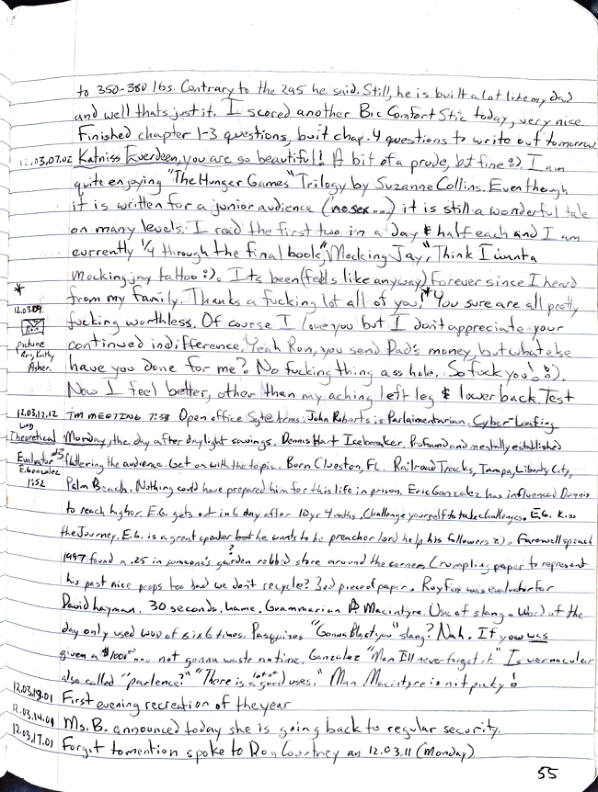 to 350-380 lbs. Contrary to the 245 he said. Still, he is built a lot like my dad
and well thats just it. I scored another Bic Comfort Stic today, very nice
Finished chapter 1-3 questions, but chap. 4 questions to write out tomorrow
12.03.07.02 Katniss Everdeen, you are so beautiful! A bit of a prude, but fine :). I am
quite enjoying "The Hunger Games" Trilogy by Suzanne Collins. Even though
it is written for a junior audience (no sex...) it is still a wonderful tale
on many levels. I read the first two in a day & half each and I am
currently 1/4 through the final book, "Mocking Jay", Think I want a
mocking jay tattoo :). Its been (feels like anyway) forever since I heard
* from my family. Thanks a fucking lot all of you!* You sure are all pretty
12.03.09 fucking worthless. Of course I love you but I don't appreciate your
picture continued indifference. Yeah Ron, you send Dad's money, but what else
Kathy Asher. have you done for me? No fucking thing ass hole. So fuck you! :).
Now I feel better, other than my aching left leg & lower back. Test
12.03.12.12 TM MEETING 7:53 Open office Sgt@Arms. John Roberts is Parlaimentarian. Cyber-Loafing
WOD Theoretical Monday, the day after daylight savings. Dennis Hart Icebreaker. Profound and mentally established
Evaluator #3 the audience. Get on with the topic. Born Clueston, FL. Railroad Tracks, Tampa, Liberty City,
E. Gonzalez 1:52 Palm Beach. Nothing could have prepared him for this life in prison. Eric Gonzalez has influenced Dennis
to reach higher. E.G. gets out in 6 day after 10yr 4 mths. Challenge yourself to take challenges. E.G. Kiss
the Journey. E.G. is a great speaker but he wants to be preacher lord help his followers :). Farewell speach
1997 found a .25 in someone's garden? robbed store around the corner. Crumpling paper to represent
his past nice props too bad we don't recycle? 3rd piece of paper. Roy Fox was evaluator for
David Layman. 30 seconds. Lame. Grammarian Macintyre. Use of slang. Word of the
day only used WOD of 6 times. "Gonna" slang? Nah. If you was
given a $1000 ... not gonna waste no time. Gonzalez "Man I'll never forget it" Is vernacular
also called "parlence?" "There is a lot of good uses." Man Macintyre is not picky!
12.03.13.01 First evening recreation of the year
12.03.14.01 Ms. B. announced today she is going back to regular security.
12.03.17.01 Forgot to mention spoke to Ron Courtney on 12.03.11 (Monday)
55